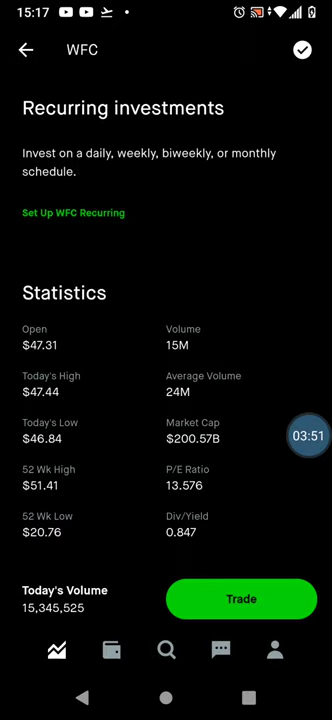 15:17
WFC
Recurring investments
Invest on a daily, weekly, biweekly, or monthly
schedule.
Set Up WFC Recurring
Statistics
Open
$47.31
Volume
15M
Today's High
$47.44
Average Volume
24M
Today's Low
$46.84
Market Cap
$200.57B
03:51
52 Wk High
$51.41
P/E Ratio
13.576
52 Wk Low
$20.76
Div/Yield
0.847
Today's Volume
15,345,525
Trade